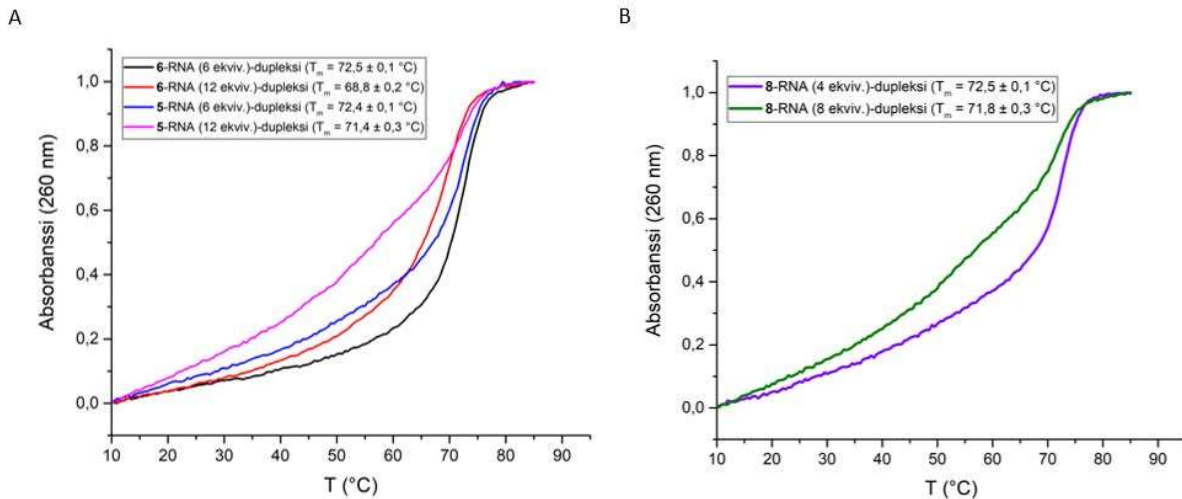 A
6-RNA (6 ekviv.)-dupleksi (Tm = 72,5 ± 0,1 °C)
6-RNA (12 ekviv.)-dupleksi (Tm = 68,8 ± 0,2 °C)
5-RNA (6 ekviv.)-dupleksi (Tm = 72,4 ± 0,1 °C)
5-RNA (12 ekviv.)-dupleksi (Tm = 71,4 ± 0,3 °C)
1,0
0,8
0,6
0,4
0,2
0,0
Absorbanssi (260 nm)
10 20 30 40 50 60 70 80 90
T (°C)
B
8-RNA (4 ekviv.)-dupleksi (Tm = 72,5 ± 0,1 °C)
8-RNA (8 ekviv.)-dupleksi (Tm = 71,8 ± 0,3 °C)
1,0
0,8
0,6
0,4
0,2
0,0
Absorbanssi (260 nm)
10 20 30 40 50 60 70 80 90
T (°C)